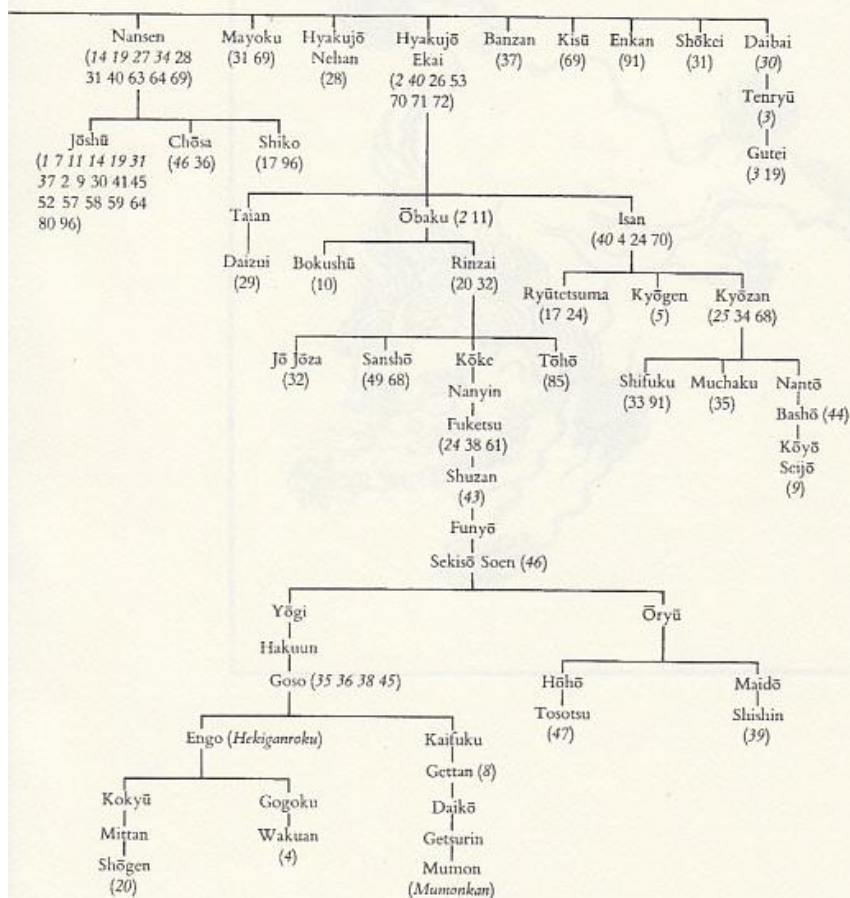 Nansen
(14 19 27 34 28
31 40 63 64 69)
Mayoku
(31 69)
Hyakujō
Nehan
(28)
Hyakujō
Ekai
(2 40 26 53
70 71 72)
Banzan
(37)
Kisū
(69)
Enkan
(91)
Shōkei
(31)
Daibai
(30)
Tenryū
(3)
Gutei
(3 19)
Jōshū
(1 7 11 14 19 31
37 2 9 30 41 45
52 57 58 59 64
80 96)
Chōsa
(46 36)
Shiko
(17 96)
Taian
Daizui
(29)
Ōbaku (2 11)
Isan
(40 4 24 70)
Bokushū
(10)
Rinzai
(20 32)
Ryūtetsuma
(17 24)
Kyōgen
(5)
Kyōzan
(25 34 68)
Jō Jōza
(32)
Sanshō
(49 68)
Kōke
Nanyin
Fuketsu
(24 38 61)
Shuzan
(43)
Funyō
Sekisō Soen (46)
Tōhō
(85)
Shifuku
(33 91)
Muchaku
(35)
Nantō
Bashō (44)
Kōyō
Seijō
(9)
Yōgi
Hakuun
Goso (35 36 38 45)
Ōryū
Hōhō
Tosotsu
(47)
Maidō
Shishin
(39)
Engo (Hekiganroku)
Kaifuku
Gettan (8)
Daikō
Getsurin
Mumon
(Mumonkan)
Kokyū
Mittan
Shōgen
(20)
Gogoku
Wakuan
(4)